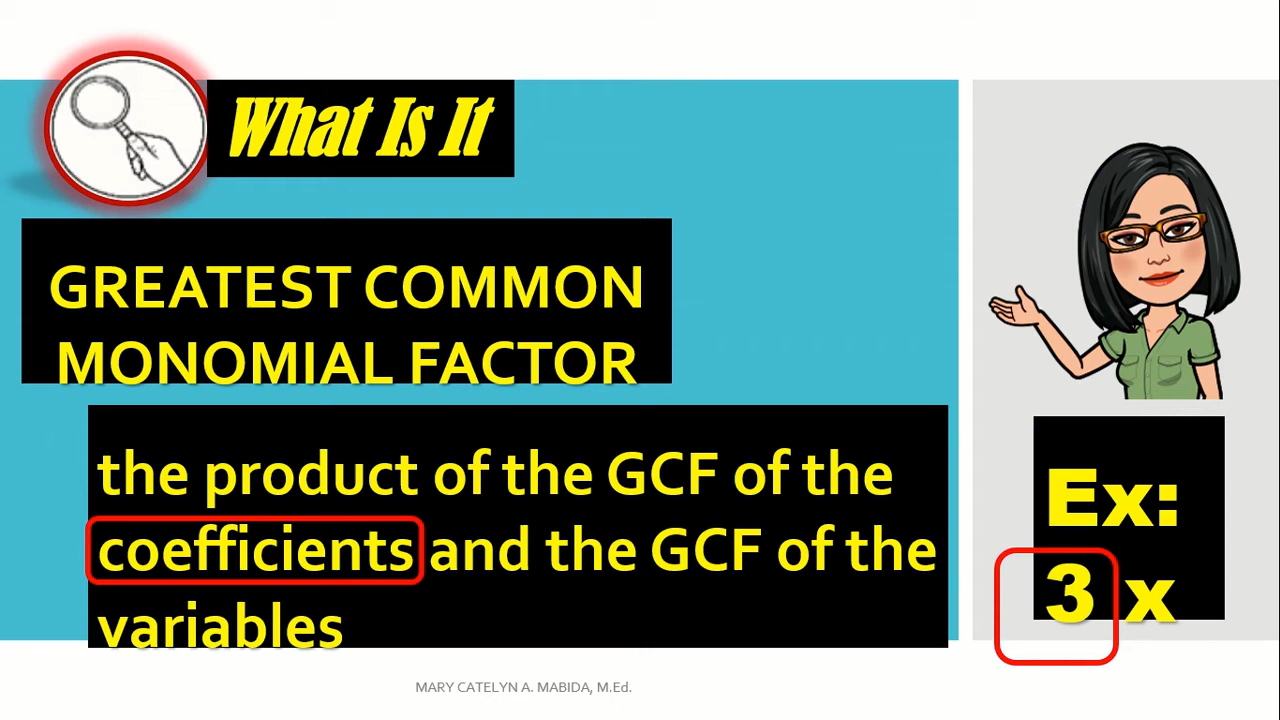 What Is It
GREATEST COMMON
MONOMIAL FACTOR
the product of the GCF of the
coefficients and the GCF of the
variables
Ex:
3 x
MARY CATELYN A. MABIDA, M.Ed.